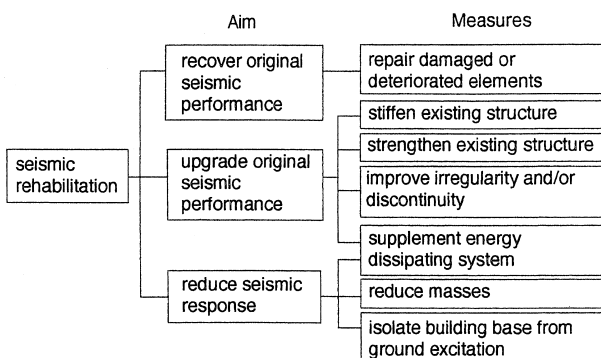 Aim
Measures
seismic
rehabilitation
recover original
seismic
performance
upgrade original
seismic
performance
reduce seismic
response
repair damaged or
deteriorated elements
stiffen existing structure
strengthen existing structure
improve irregularity and/or
discontinuity
supplement energy
dissipating system
reduce masses
isolate building base from
ground excitation